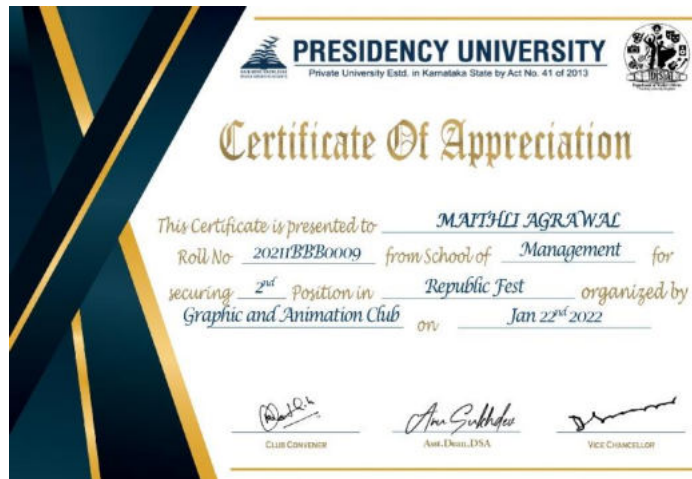 PRESIDENCY UNIVERSITY
Private University Estd. in Karnataka State by Act No. 41 of 2013
Certificate Of Appreciation
This Certificate is presented to MAITHLI AGRAWAL
Roll No 20211BBB0009 from School of Management for
securing 2nd Position in Republic Fest organized by
Graphic and Animation Club on Jan 22nd 2022
Anu Sukhdev
CLUB CONVENER Asst. Dean, DSA VICE CHANCELLOR